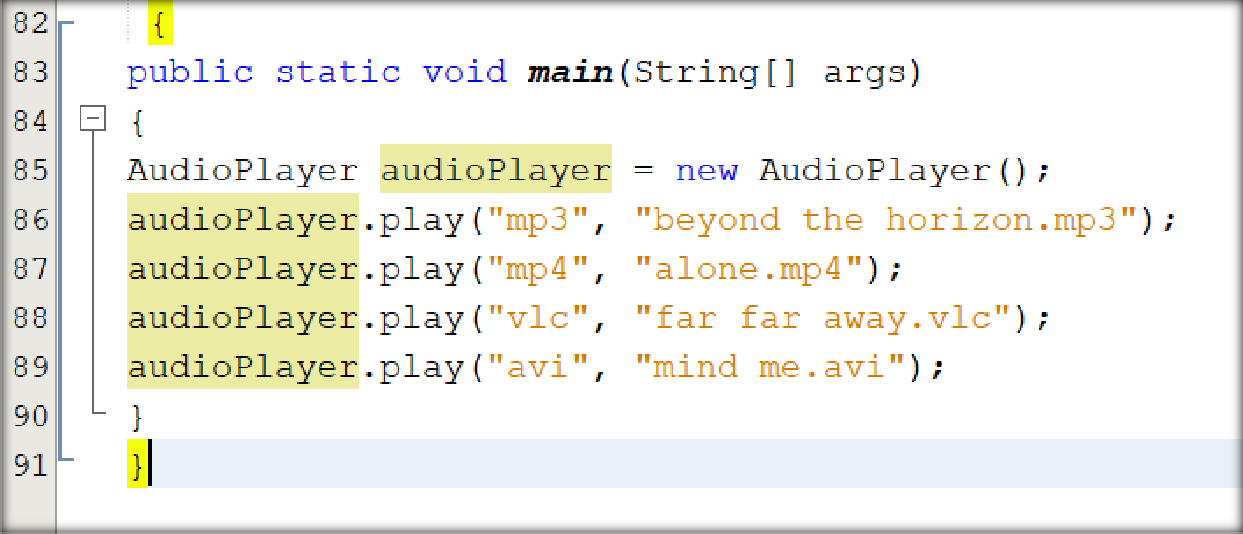 82 {
83 public static void main(String[] args)
84 {
85 AudioPlayer audioPlayer = new AudioPlayer();
86 audioPlayer.play("mp3", "beyond the horizon.mp3");
87 audioPlayer.play("mp4", "alone.mp4");
88 audioPlayer.play("vlc", "far far away.vlc");
89 audioPlayer.play("avi", "mind me.avi");
90 }
91 }